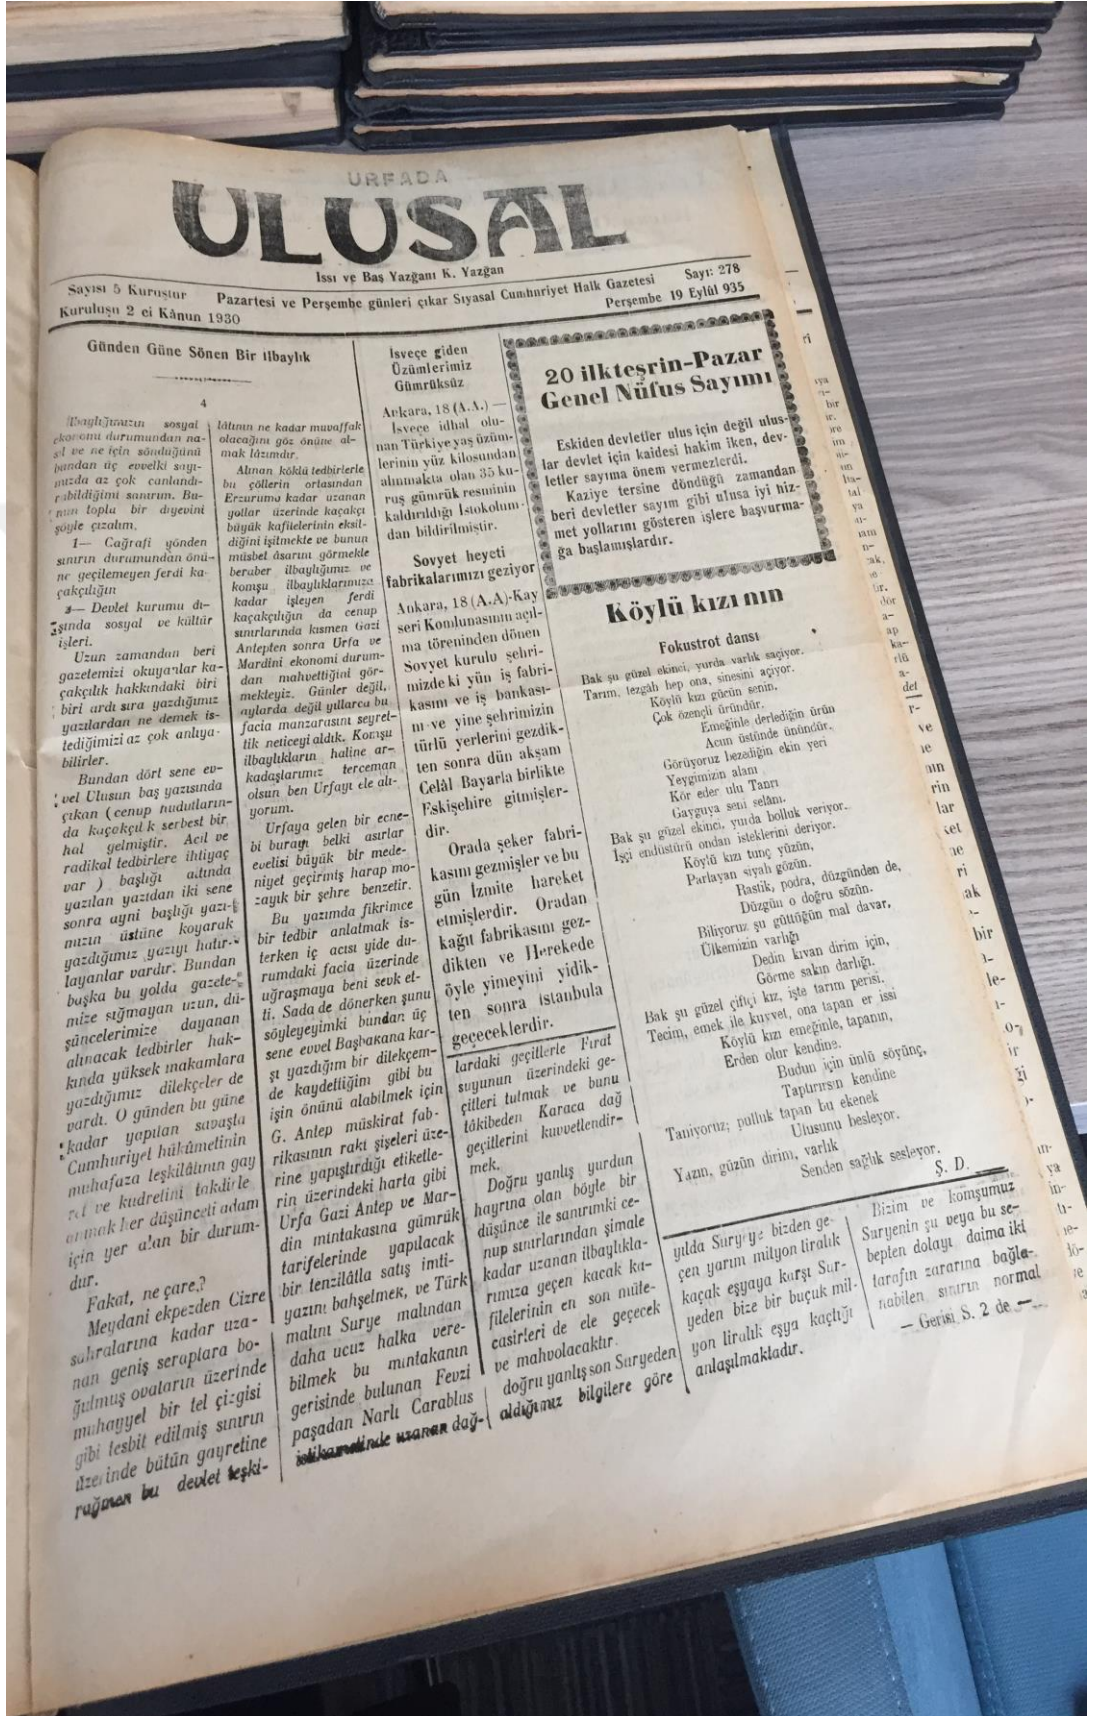 URFADA
ULUSAL
Issı ve Baş Yazğanı K. Yazğan
Sayısı 5 Kuruştur
Kuruluşu 2 ci Kânun 1930
Pazartesi ve Perşembe günleri çıkar Sıyasal Cumhuriyet Halk Gazetesi
Sayı: 278
Perşembe 19 Eylûl 935
Günden Güne Sönen Bir Ilbaylık
4
İlbaylığımızın sosyal
ekonomi durumundan na-
sıl ve ne için söndüğünü
bundan üç evvelki sayı-
mızda az çok canlandı-
rabildiğimi sanırım. Bu-
nun toplu bir dıyevini
şöyle çızalım.
1— Cağrafi yönden
sınırın durumundan önü-
ne geçilemeyen ferdi ka-
çakçılığın
2— Devlet kurumu dı-
şında sosyal ve kültür
işleri.
Uzun zamandan beri
gazetemizi okuyanlar ka-
çakçılık hakkındaki biri
biri ardı sıra yazdığımız
yazılardan ne demek is-
tediğimizi az çok anlıya-
bilirler.
Bundan dört sene ev-
vel Ulusun baş yazısında
çıkan (cenup hudutların-
da kaçakçılık serbest bir
hal gelmiştir. Acil ve
radikal tedbirlere ihtiyaç
var ) başlığı altında
yazılan yazıdan iki sene
sonra ayni başlığı yazı-
mızın üstüne koyarak
yazdığımız yazıyı hatır-
layanlar vardır. Bundan
başka bu yolda gazete-
mize sığmayan uzun, dü-
şüncelerimize dayanan
alınacak tedbirler hak-
kında yüksek makamlara
yazdığımız dilekçeler de
vardı. O günden bu güne
kadar yapılan savaşta
Cumhuriyet hükûmetinin
muhafaza teşkilâtının gay
ret ve kudretini takdirle
anmak her düşünceli adam
için yer alan bir durum-
dur.
Fakat, ne çare?
Meydani ekpezden Cizre
sahralarına kadar uza-
nan geniş seraplara bo-
ğulmuş ovaların üzerinde
muhayyel bir tel çizgisi
gibi tesbit edilmiş sınırın
üzerinde bütün gayretine
rağmen bu devlet teşki-
lâtının ne kadar muvaffak
olacağını göz önüne al-
mak lâzımdır.
Alınan köklü tedbirlerle
bu çöllerin ortasından
Erzuruma kadar uzanan
yollar üzerinde kaçakçı
büyük kafilelerinin eksil-
diğini işitmekle ve bunun
müsbet âsarını görmekle
beraber ilbaylığımız ve
komşu ilbaylıklarımıza
kadar işleyen ferdi
kaçakçılığın da cenup
sınırlarında kısmen Gazi
Antepten sonra Urfa ve
Mardini ekonomi durum-
dan mahvettiğini gör-
mekteyiz. Günler değil,
aylarda değil yıllarca bu
facia manzarasını seyret-
tik neticeyi aldık. Komşu
ilbaylıkların haline ar-
kadaşlarımız terceman
olsun ben Urfayı ele alı-
yorum.
Urfaya gelen bir ecne-
bi burayı belki asırlar
evelisi büyük bir mede-
niyet geçirmiş harap mo-
zayık bir şehre benzetir.
Bu yazımda fikrimce
bir tedbir anlatmak is-
terken iç acısı yide du-
rumdaki facia üzerinde
uğraşmaya beni sevk et-
ti. Sada de dönerken şunu
söyleyeyimki bundan üç
sene evvel Başbakana kar-
şı yazdığım bir dilekçem-
de kaydettiğim gibi bu
işin önünü alabilmek için
G. Antep müskirat fab-
rikasının rakı şişeleri üze-
rine yapıştırdığı etiketle-
rin üzerindeki harta gibi
Urfa Gazi Antep ve Mar-
din mıntakasına gümrük
tarifelerinde yapılacak
bir tenzilâtla satış imti-
yazını bahşelmek, ve Türk
malını Surye malından
daha ucuz halka vere-
bilmek bu mıntakanın
gerisinde bulunan Fevzi
paşadan Narlı Carablus
istikametinde uzanan dağ-
İsveçe giden
Üzümlerimiz
Gümrüksüz
Ankara, 18 (A.A.) —
İsveçe idhal olu-
nan Türkiye yaş üzüm-
lerinin yüz kilosundan
alınmakta olan 35 ku-
ruş gümrük resminin
kaldırıldığı Istokolum-
dan bildirilmiştir.
Sovyet heyeti
fabrikalarımızı geziyor
Ankara, 18 (A.A)-Kay
seri Kombunasının açıl-
ma töreninden dönen
Sovyet kurulu şehri-
mizdeki yün iş fabri-
kasını ve iş bankası-
nı ve yine şehrimizin
türlü yerlerini gezdik-
ten sonra dün akşam
Celâl Bayarla birlikte
Eskişehire gitmişler-
dir.
Orada şeker fabri-
kasını gezmişler ve bu
gün İzmite hareket
etmişlerdir. Oradan
kağıt fabrikasını gez-
dikten ve Herekede
öyle yimeyini yidik-
ten sonra istanbula
geçeceklerdir.
lardaki geçitlerle Fırat
suyunun üzerindeki ge-
çitleri tutmak ve bunu
tâkibeden Karaca dağ
geçitlerini kuvvetlendir-
mek.
Doğru yanlış yurdun
hayrına olan böyle bir
düşünce ile sanırımki ce-
nup sınırlarından şimale
kadar uzanan ilbaylıkla-
rımıza geçen kacak ka-
filelerinin en son müte-
casirleri de ele geçecek
ve mahvolacaktır.
doğru yanlış son Suryeden
aldığımız bilgilere göre
20 ilkteşrin-Pazar
Genel Nüfus Sayımı
Eskiden devletler ulus için değil ulus-
lar devlet için kaidesi hakim iken, dev-
letler sayıma önem vermezlerdi.
Kaziye tersine döndüğü zamandan
beri devletler sayım gibi ulusa iyi hiz-
met yollarını gösteren işlere başvurma-
ğa başlamışlardır.
Köylü kızının
Fokustrot dansı
Bak şu güzel ekinci, yurda varlık saçıyor.
Tarım, tezgâh hep ona, sinesini açıyor.
Köylü kızı gücün senin,
Çok özençli üründür.
Emeğinle derlediğin ürün
Acun üstünde ünündür.
Görüyoruz bezediğin ekin yeri
Yeygimizin alanı
Kör eder ulu Tanrı
Gayguya seni selâm.
Bak şu güzel ekinci, yurda bolluk veriyor.
İşçi endüstürü ondan isteklerini deriyor.
Köylü kızı tunç yüzün,
Parlayan siyah gözün.
Rastik, podra, düzgünden de,
Düzgün o doğru sözün.
Biliyoruz şu güttüğün mal davar,
Ülkemizin varlığı
Dedin kıvan dirim için,
Görme sakın darlığı.
Bak şu güzel çiftçi kız, işte tarım perisi.
Tecim, emek ile kuvvet, ona tapan er issi
Köylü kızı emeğinle, tapanın,
Erden olur kendine.
Budun için ünlü söyünç,
Taptırırsın kendine
Tanıyoruz; pulluk tapan bu ekenek
Ulusunu besleyor.
Yazın, güzün dirim, varlık
Senden sağlık sesleyor.
Ş. D.
yılda Suryiye bizden ge-
çen yarım milyon liralık
kaçak eşyaya karşı Sur-
yeden bize bir buçuk mil-
yon liralık eşya kaçtığı
anlaşılmaktadır.
Bizim ve komşumuz
Suryenin şu veya bu se-
bepten dolayı daima iki
tarafın zararına bağla-
nabilen sınırın normal
— Gerisi S. 2 de —